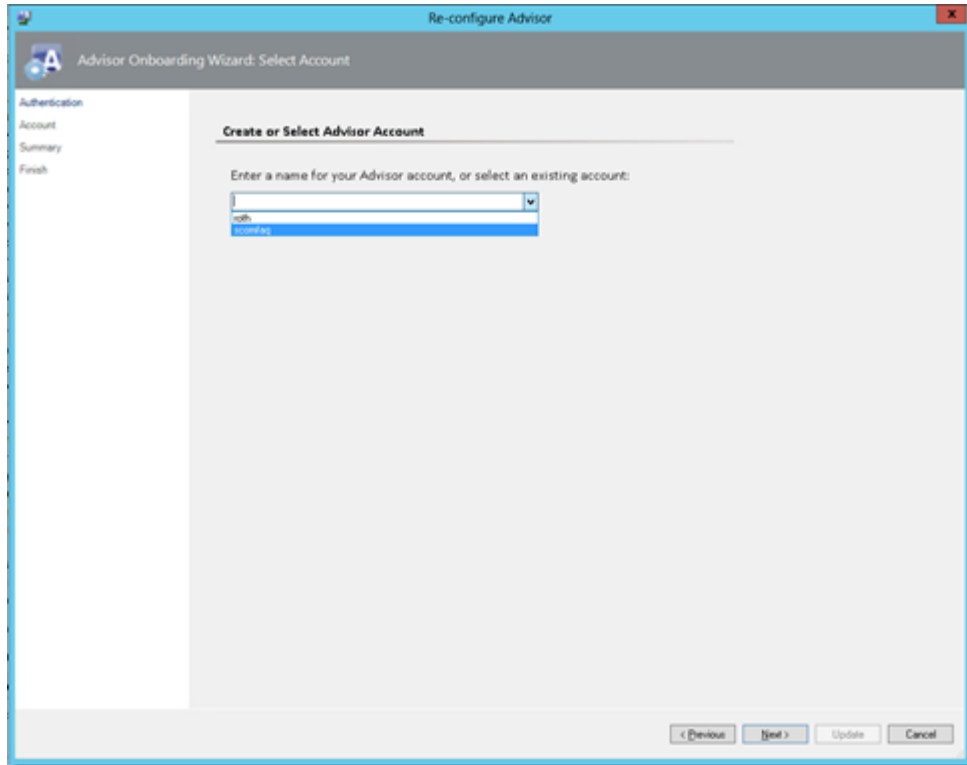 Re-configure Advisor
x
Advisor Onboarding Wizard: Select Account
Authentication
Account
Summary
Finish
Create or Select Advisor Account
Enter a name for your Advisor account, or select an existing account:
roth
scomfaq
< Previous
Next >
Update
Cancel